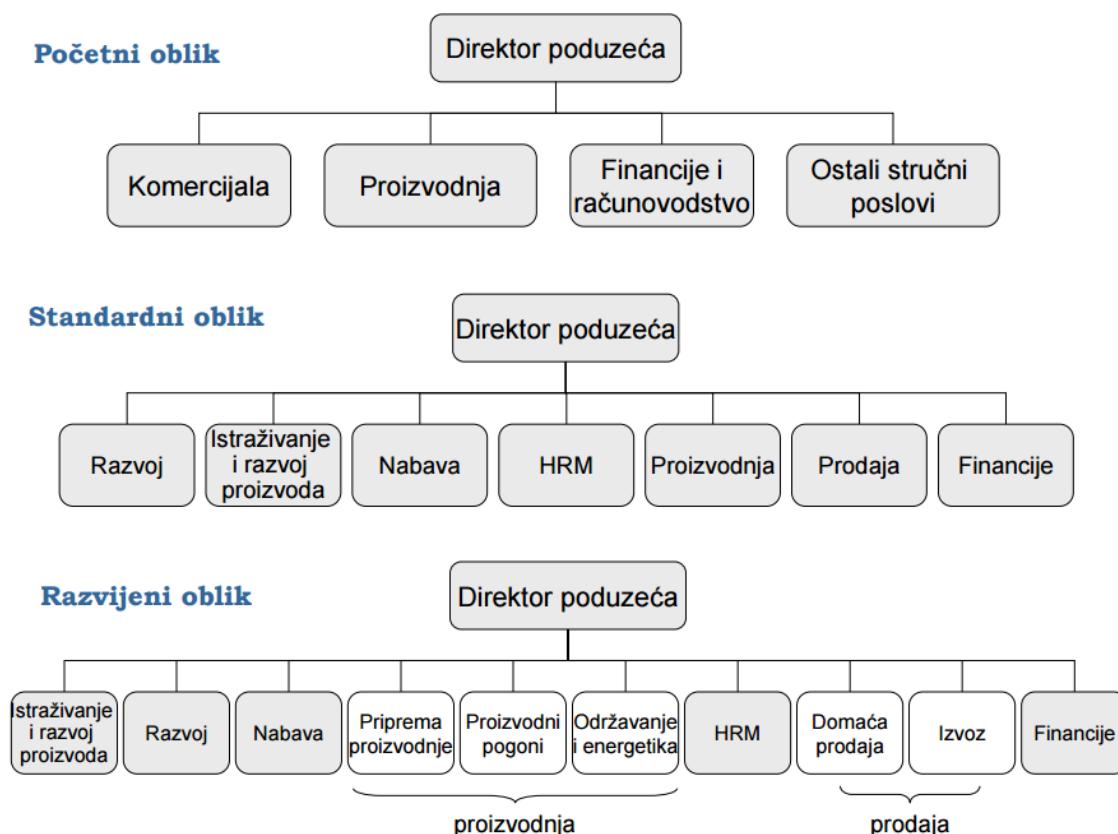 Početni oblik
Direktor poduzeća
Komercijala
Proizvodnja
Financije i
računovodstvo
Ostali stručni
poslovi
Standardni oblik
Direktor poduzeća
Razvoj
Istraživanje
i razvoj
proizvoda
Nabava
HRM
Proizvodnja
Prodaja
Financije
Razvijeni oblik
Direktor poduzeća
Istraživanje
i razvoj
proizvoda
Razvoj
Nabava
Priprema
proizvodnje
Proizvodni
pogoni
Održavanje
i energetika
HRM
Domaća
prodaja
Izvoz
Financije
proizvodnja
prodaja